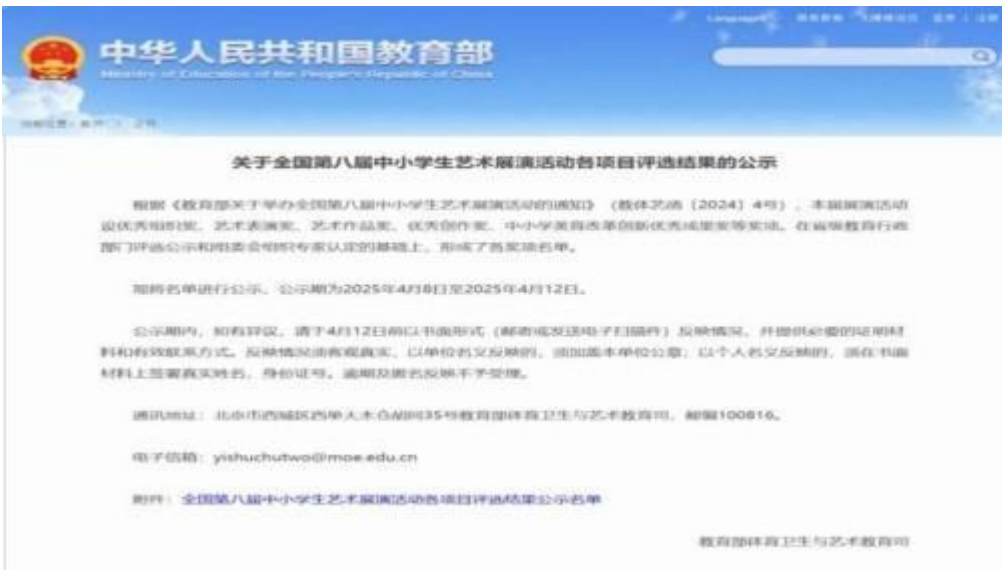 中华人民共和国教育部
Ministry of Education of the People's Republic of China
关于全国第八届中小学生艺术展演活动各项目评选结果的公示
根据《教育部关于举办全国第八届中小学生艺术展演活动的通知》（教体艺函〔2024〕4号），本届展演活动
设优秀组织奖、艺术表演奖、艺术作品奖、优秀创作奖、中小学美育改革创新优秀成果奖等奖项。在省级教育行政
部门评选公示和组委会组织专家认定的基础上，形成了各奖项名单。
现将名单进行公示，公示期为2025年4月8日至2025年4月12日。
公示期内，如有异议，请于4月12日前以书面形式（邮寄或发送电子扫描件）反映情况，并提供必要的证明材
料和有效联系方式。反映情况须客观真实，以单位名义反映的，须加盖本单位公章；以个人名义反映的，须在书面
材料上签署真实姓名、身份证号。逾期及匿名反映不予受理。
通讯地址：北京市西城区西单大木仓胡同35号教育部体育卫生与艺术教育司，邮编100816。
电子信箱：yishuchutwo@moe.edu.cn
附件：全国第八届中小学生艺术展演活动各项目评选结果公示名单
教育部体育卫生与艺术教育司